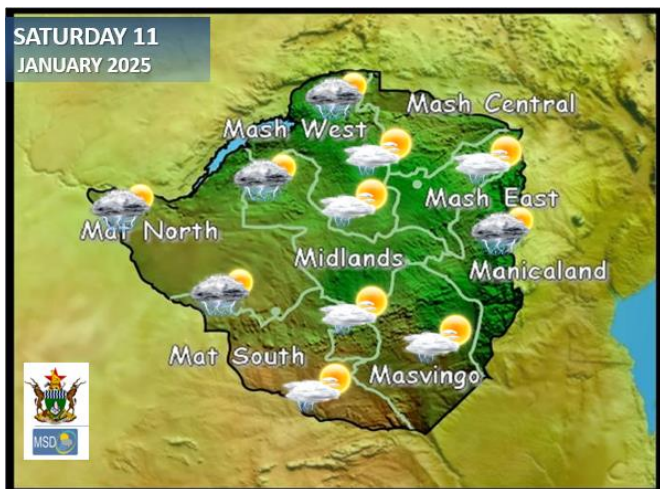 SATURDAY 11
JANUARY 2025
Mash Central
Mash West
Mash East
Mat North
Midlands
Manicaland
Mat South
Masvingo
MSD